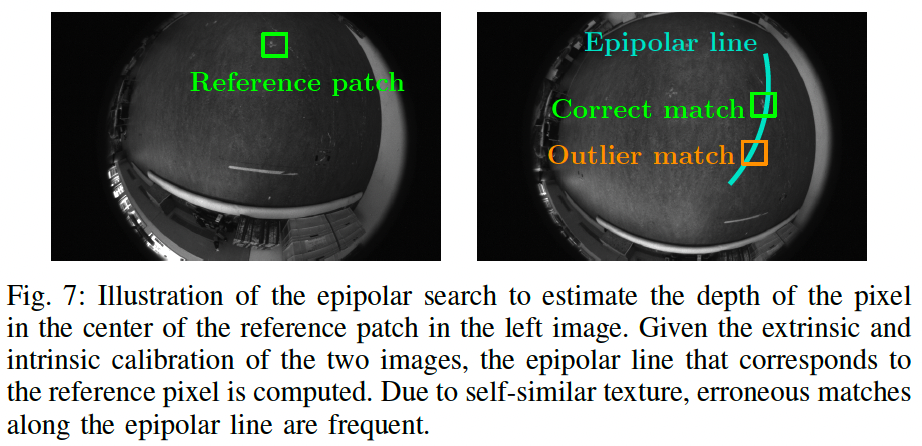 Reference patch
Epipolar line
Correct match
Outlier match
Fig. 7: Illustration of the epipolar search to estimate the depth of the pixel
in the center of the reference patch in the left image. Given the extrinsic and
intrinsic calibration of the two images, the epipolar line that corresponds to
the reference pixel is computed. Due to self-similar texture, erroneous matches
along the epipolar line are frequent.